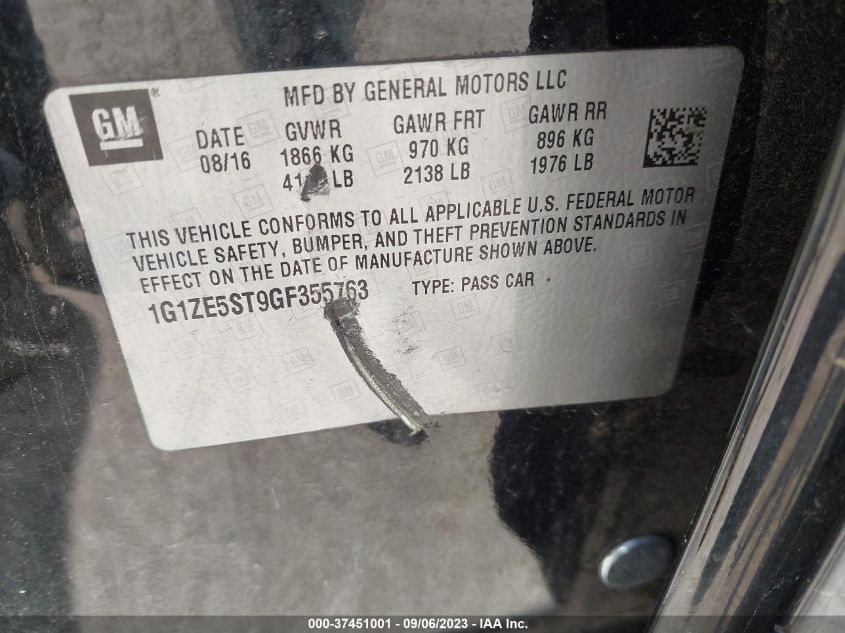 GM
MFD BY GENERAL MOTORS LLC
DATE GVWR GAWR FRT GAWR RR
08/16 1866 KG 970 KG 896 KG
LB 2138 LB 1976 LB
THIS VEHICLE CONFORMS TO ALL APPLICABLE U.S. FEDERAL MOTOR
VEHICLE SAFETY, BUMPER, AND THEFT PREVENTION STANDARDS IN
EFFECT ON THE DATE OF MANUFACTURE SHOWN ABOVE.
1G1ZE5ST9GF355763 TYPE: PASS CAR
000-37451001 - 09/06/2023 - IAA Inc.